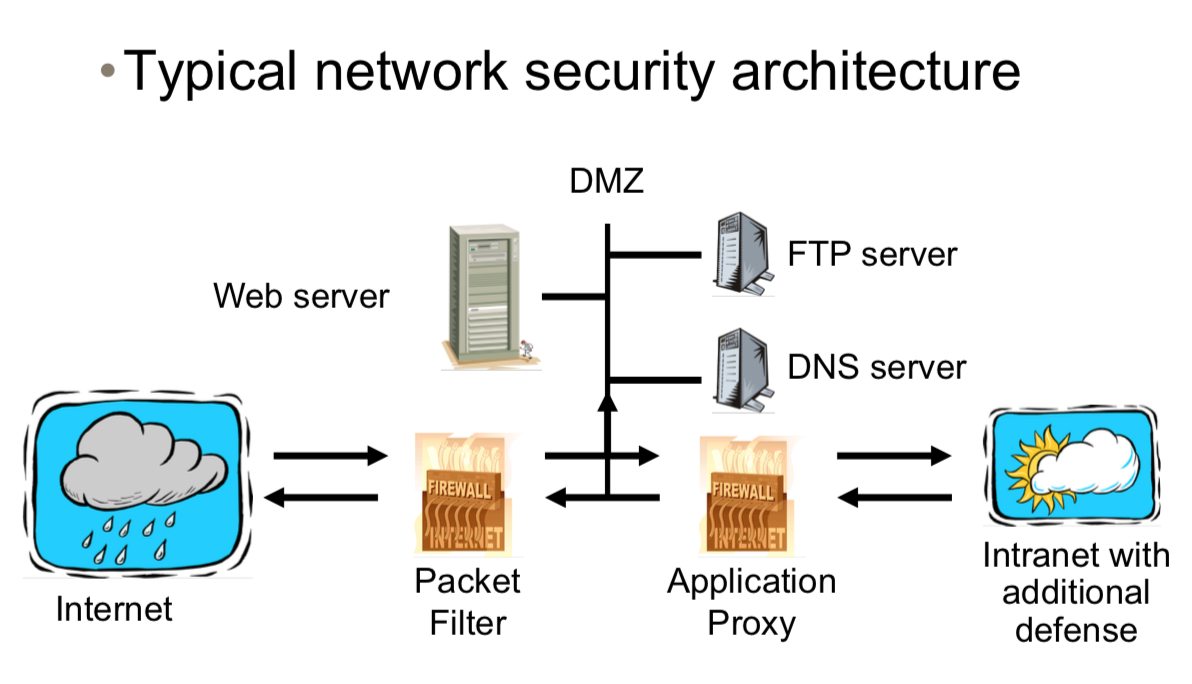 •Typical network security architecture
DMZ
FTP server
Web server
DNS server
FIREWALL
INTERNET
FIREWALL
INTERNET
Internet
Packet
Filter
Application
Proxy
Intranet with
additional
defense